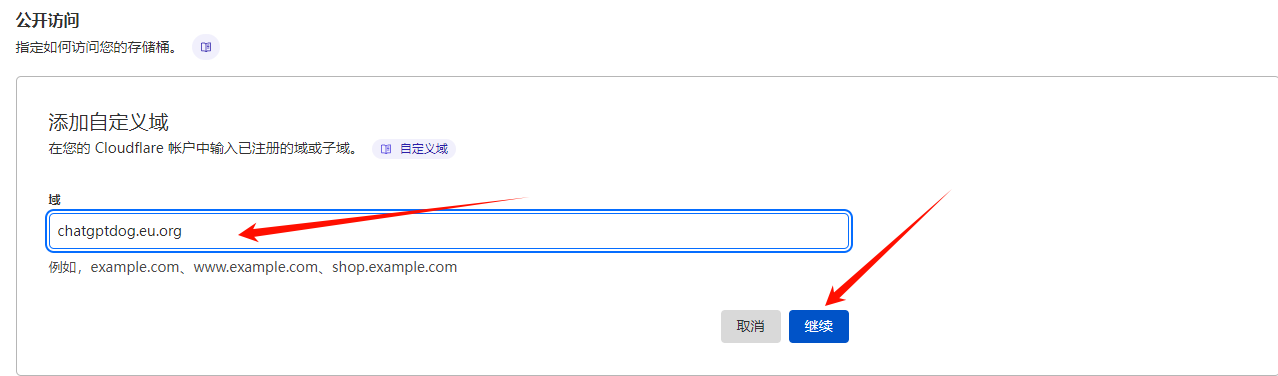 公开访问
指定如何访问您的存储桶。
添加自定义域
在您的 Cloudflare 帐户中输入已注册的域或子域。 自定义域
域
chatgptdog.eu.org
例如，example.com、www.example.com、shop.example.com
取消 继续